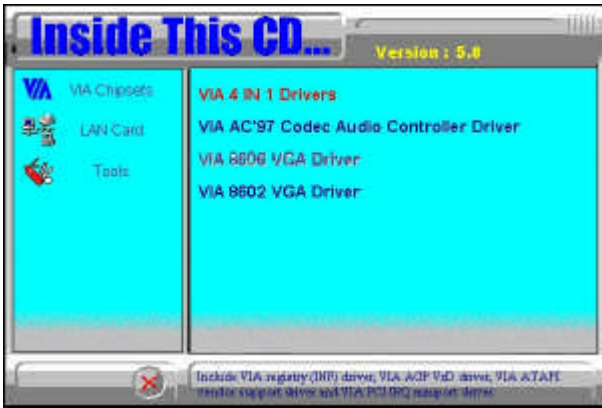 Inside This CD...
Version : 5.0
VIA
VIA Chipsets
LAN Card
Tools
VIA 4 IN 1 Drivers
VIA AC'97 Codec Audio Controller Driver
VIA 8606 VGA Driver
VIA 8602 VGA Driver
Include VIA registry (INF) driver, VIA AGP VxD driver, VIA ATAPI
vendor support driver and VIA PCI IRQ miniport driver